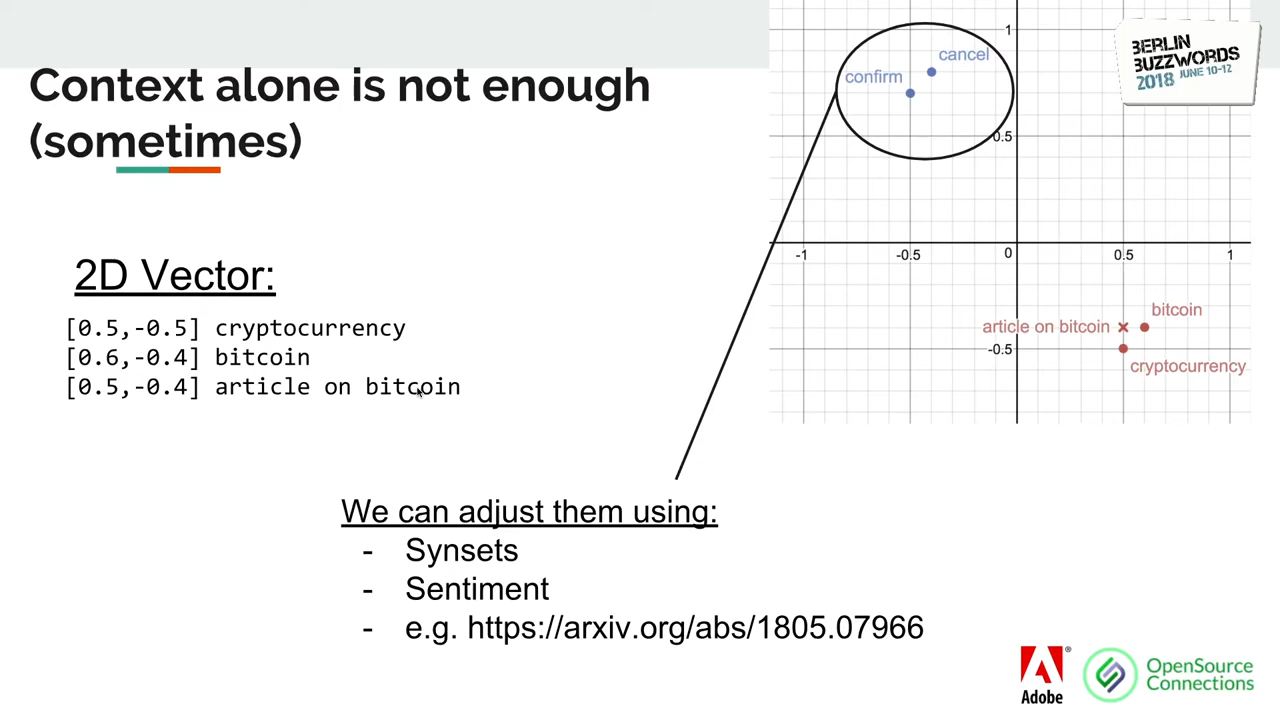 Context alone is not enough
(sometimes)
2D Vector:
[0.5,-0.5] cryptocurrency
[0.6,-0.4] bitcoin
[0.5,-0.4] article on bitcoin
1
cancel
confirm
0.5
-1
-0.5
0
0.5
1
bitcoin
article on bitcoin
-0.5
cryptocurrency
BERLIN
BUZZWORDS
2018 JUNE 10-12
We can adjust them using:
- Synsets
- Sentiment
- e.g. https://arxiv.org/abs/1805.07966
Adobe
®
OpenSource
Connections